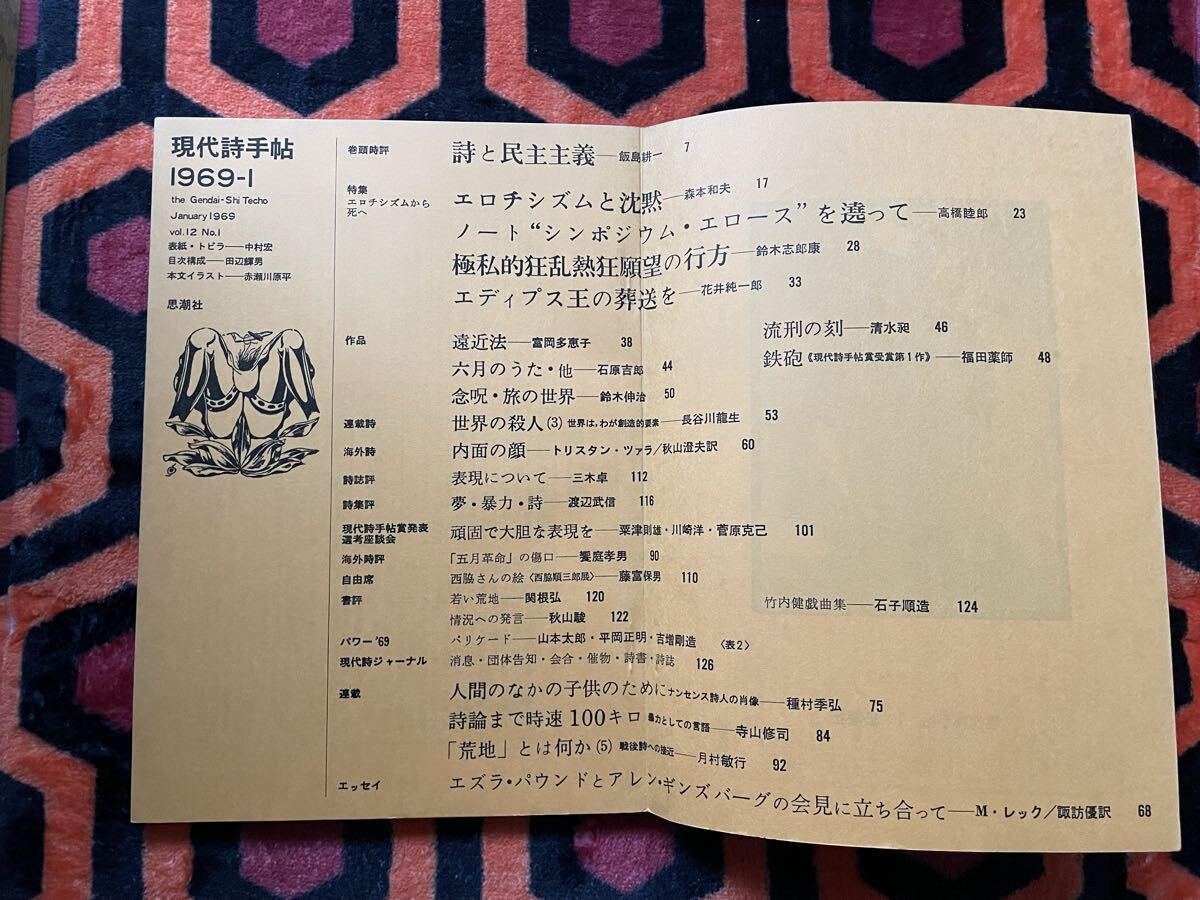 現代詩手帖
1969-1
the Gendai-Shi Techo
January 1969
vol.12 No.1
表紙・トビラ──中村宏
目次構成──田辺輝男
本文イラスト──赤瀬川原平
思潮社
巻頭時評 詩と民主主義──飯島耕一 7
特集
エロチシズムから
死へ
エロチシズムと沈黙──森本和夫 17
ノート“シンポジウム・エロース”を遶って──高橋睦郎 23
極私的狂乱熱狂願望の行方──鈴木志郎康 28
エディプス王の葬送を──花井純一郎 33
作品 遠近法──富岡多恵子 38
流刑の刻──清水昶 46
六月のうた・他──石原吉郎 44
鉄砲《現代詩手帖賞受賞第1作》──福田薬師 48
念呪・旅の世界──鈴木伸治 50
連載詩 世界の殺人(3) 世界は、わが創造的要素──長谷川龍生 53
海外詩 内面の顔──トリスタン・ツァラ/秋山澄夫訳 60
詩誌評 表現について──三木卓 112
詩集評 夢・暴力・詩──渡辺武信 116
現代詩手帖賞発表
選考座談会
頑固で大胆な表現を──粟津則雄・川崎洋・菅原克己 101
海外時評 「五月革命」の傷口──饗庭孝男 90
自由席 西脇さんの絵〈西脇順三郎展〉──藤富保男 110
書評 若い荒地──関根弘 120
竹内健戯曲集──石子順造 124
情況への発言──秋山駿 122
パワー'69 バリケード──山本太郎・平岡正明・吉増剛造 〈表2〉
現代詩ジャーナル 消息・団体告知・会合・催物・詩書・詩誌 126
連載 人間のなかの子供のために ナンセンス詩人の肖像──種村季弘 75
詩論まで時速100キロ 暴力としての言語──寺山修司 84
「荒地」とは何か(5) 戦後詩への接近──月村敏行 92
エッセイ エズラ・パウンドとアレン・ギンズバーグの会見に立ち合って──M・レック/諏訪優訳 68